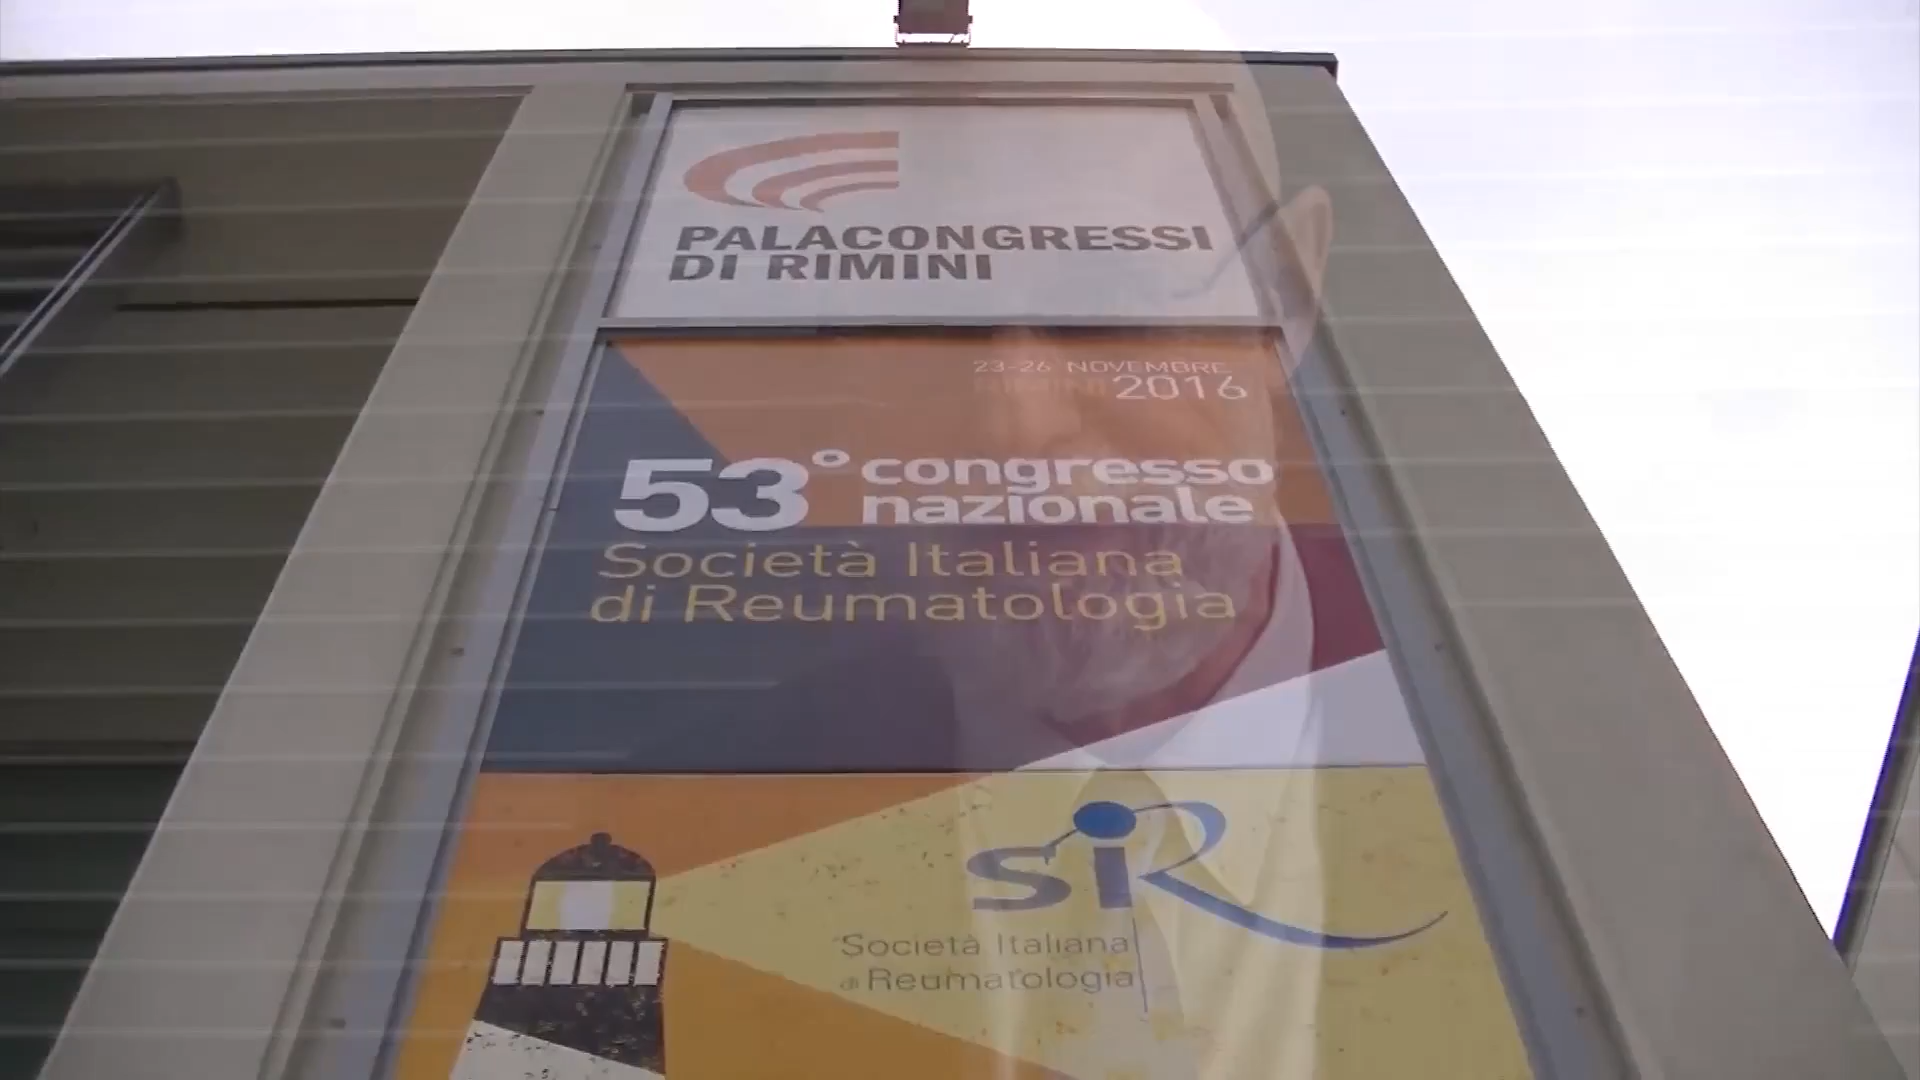 PALACONGRESSI
DI RIMINI
23-26 NOVEMBRE
2016
53° congresso
nazionale
Società Italiana
di Reumatologia
SiR
Società Italiana
di Reumatologia